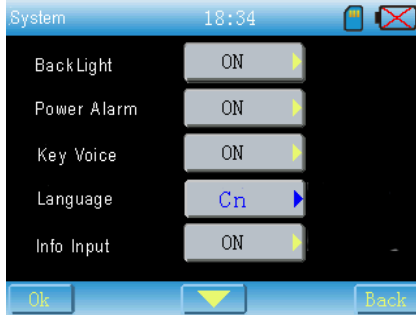 System 18:34
BackLight ON
Power Alarm ON
Key Voice ON
Language Cn
Info Input ON
Ok Back